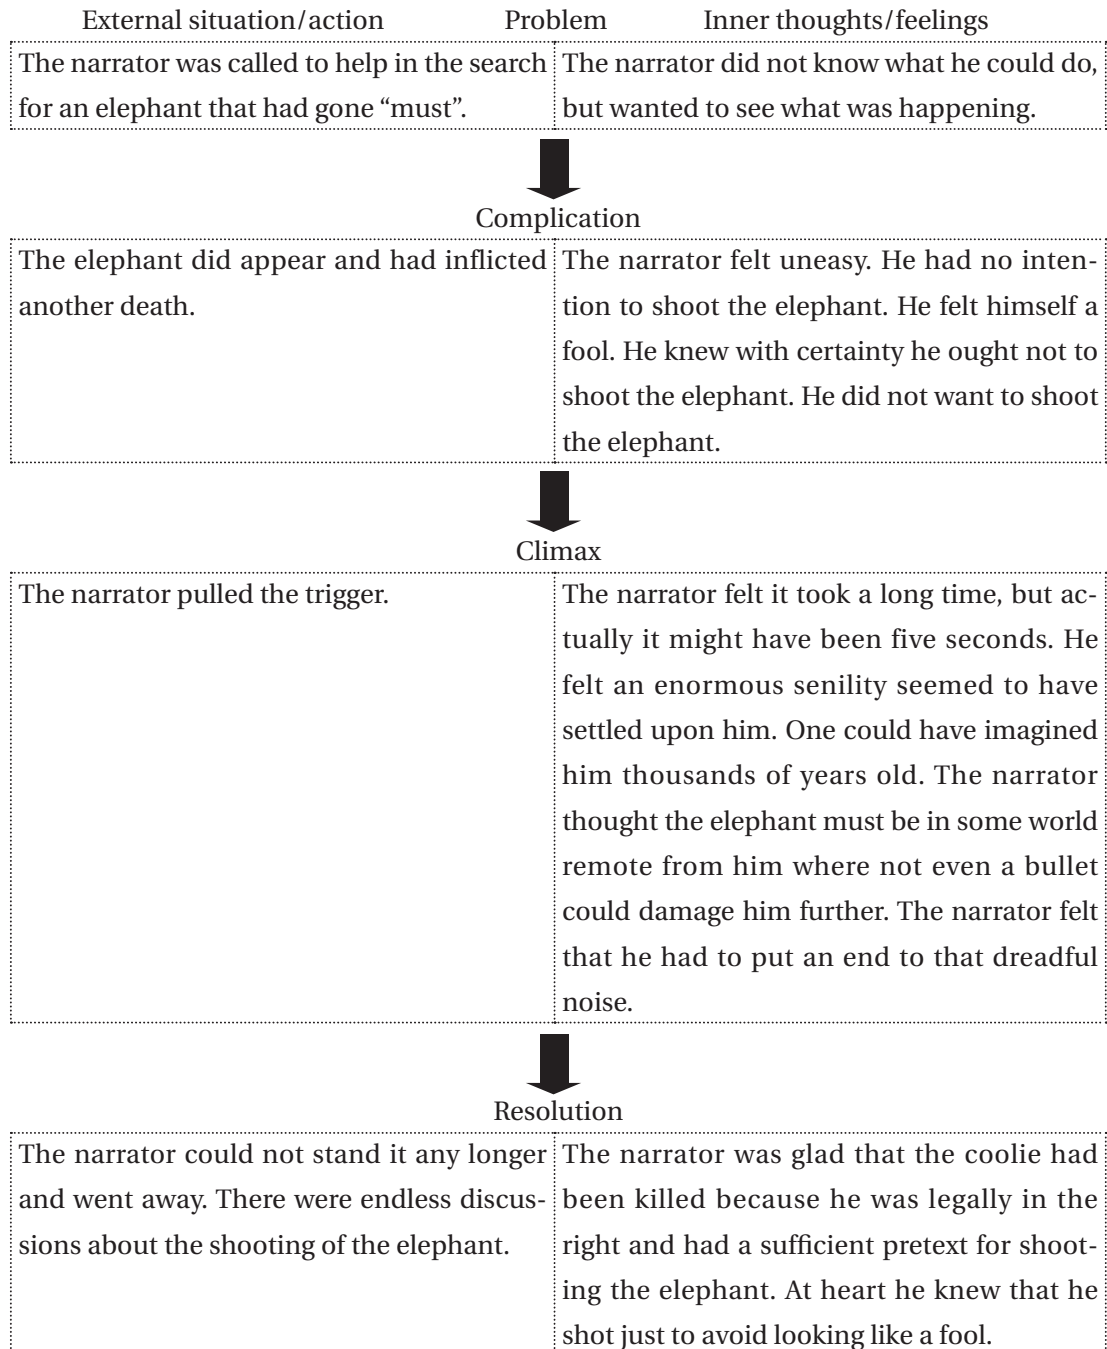 External situation/action Problem Inner thoughts/feelings
The narrator was called to help in the search
for an elephant that had gone “must”.
The narrator did not know what he could do,
but wanted to see what was happening.
Complication
The elephant did appear and had inflicted
another death.
The narrator felt uneasy. He had no inten-
tion to shoot the elephant. He felt himself a
fool. He knew with certainty he ought not to
shoot the elephant. He did not want to shoot
the elephant.
Climax
The narrator pulled the trigger.
The narrator felt it took a long time, but ac-
tually it might have been five seconds. He
felt an enormous senility seemed to have
settled upon him. One could have imagined
him thousands of years old. The narrator
thought the elephant must be in some world
remote from him where not even a bullet
could damage him further. The narrator felt
that he had to put an end to that dreadful
noise.
Resolution
The narrator could not stand it any longer
and went away. There were endless discus-
sions about the shooting of the elephant.
The narrator was glad that the coolie had
been killed because he was legally in the
right and had a sufficient pretext for shoot-
ing the elephant. At heart he knew that he
shot just to avoid looking like a fool.